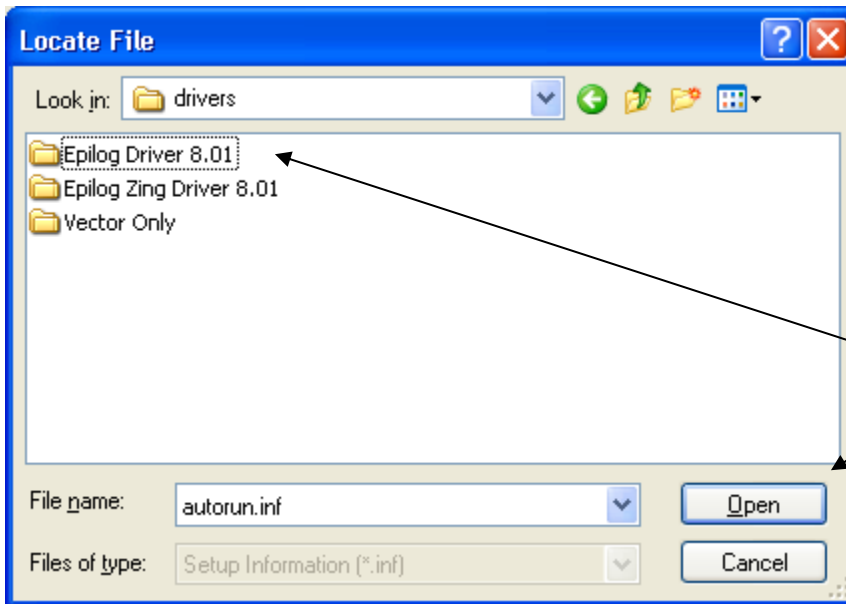 Locate File
Look in: drivers
Epilog Driver 8.01
Epilog Zing Driver 8.01
Vector Only
File name: autorun.inf Open
Files of type: Setup Information (*.inf) Cancel